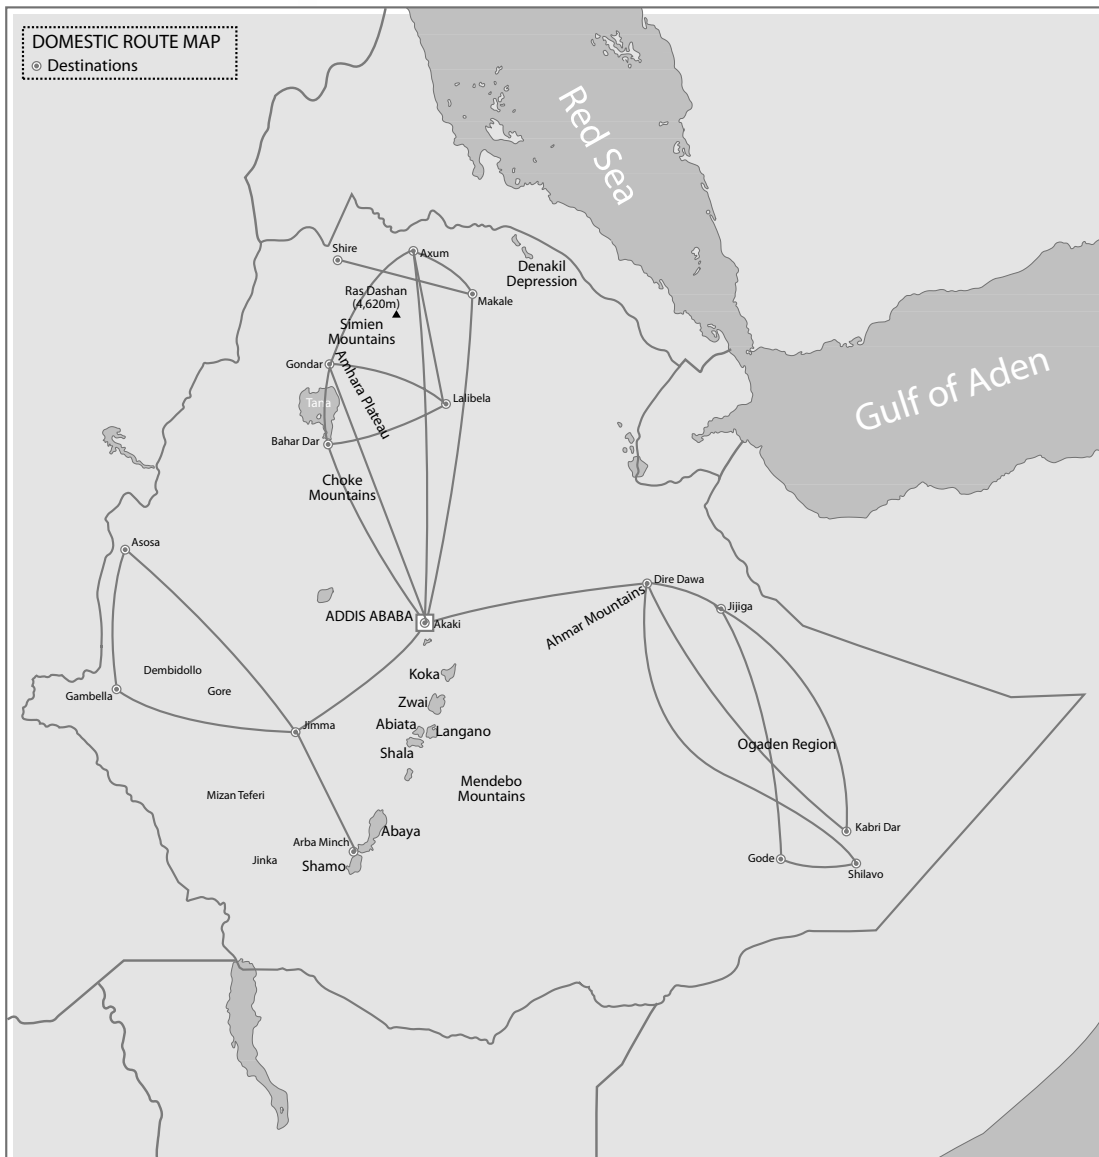 DOMESTIC ROUTE MAP
Destinations
Red Sea
Shire
Axum
Denakil
Depression
Ras Dashan
(4,620m)
Makale
Simien
Mountains
Gulf of Aden
Gondar
Amhara Plateau
Tana
Lalibela
Bahar Dar
Choke
Mountains
Asosa
Dire Dawa
Jijiga
ADDIS ABABA
Akaki
Ahmar Mountains
Dembidollo
Koka
Gambella
Gore
Zwai
Jimma
Abiata
Langano
Shala
Ogaden Region
Mendebo
Mountains
Mizan Teferi
Kabri Dar
Abaya
Arba Minch
Jinka
Shamo
Gode
Shilavo